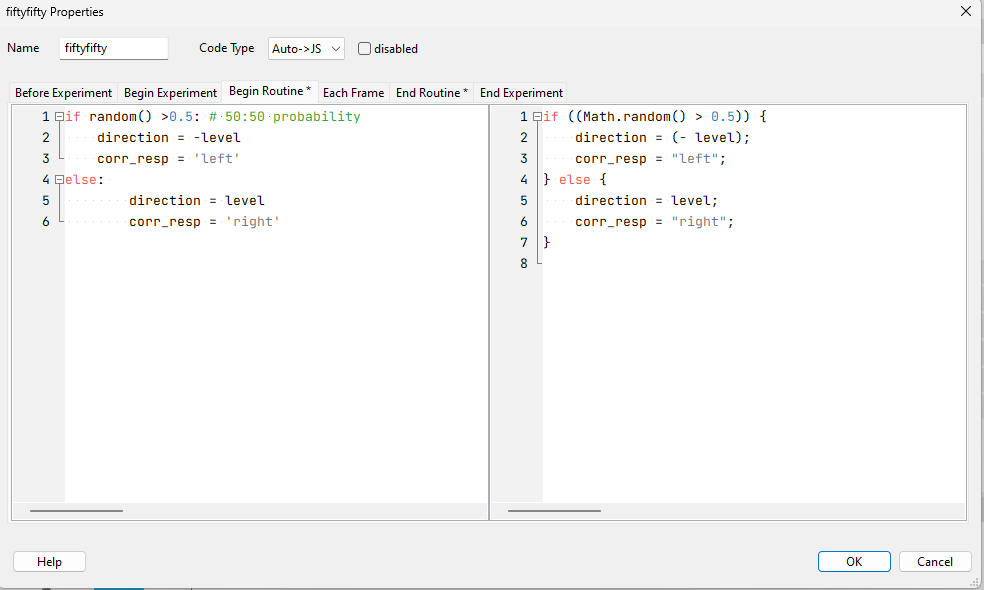 fiftyfifty Properties
Name fiftyfifty Code Type Auto->JS disabled
Before Experiment Begin Experiment Begin Routine * Each Frame End Routine * End Experiment
1 if random() >0.5: # 50:50 probability
2 direction = -level
3 corr_resp = 'left'
4 else:
5 direction = level
6 corr_resp = 'right'
1 if ((Math.random() > 0.5)) {
2 direction = (- level);
3 corr_resp = "left";
4 } else {
5 direction = level;
6 corr_resp = "right";
7 }
8
Help OK Cancel